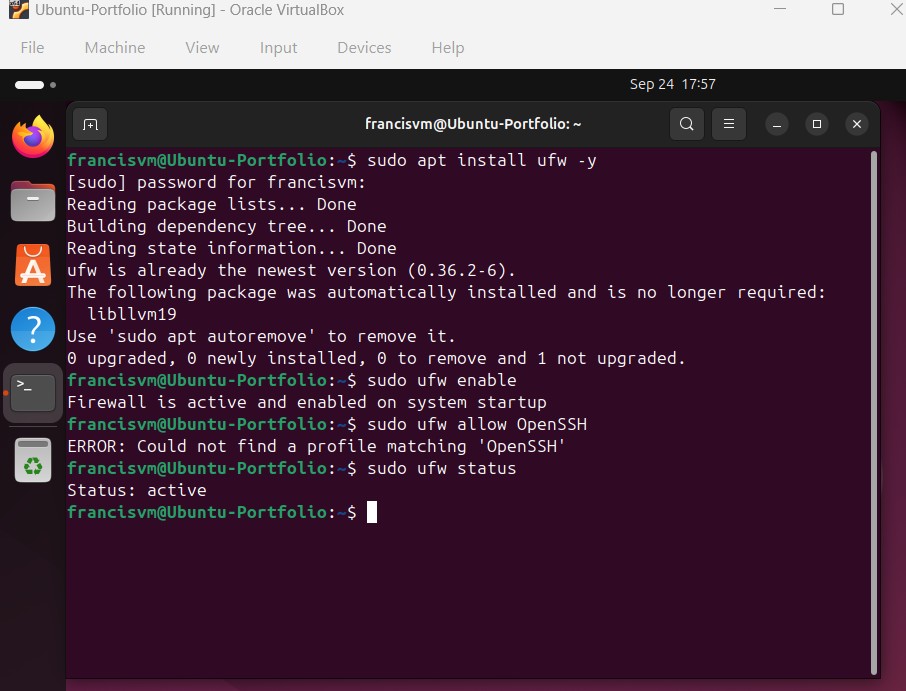 Ubuntu-Portfolio [Running] - Oracle VirtualBox
File Machine View Input Devices Help
Sep 24 17:57
francisvm@Ubuntu-Portfolio: ~
francisvm@Ubuntu-Portfolio:~$ sudo apt install ufw -y
[sudo] password for francisvm:
Reading package lists... Done
Building dependency tree... Done
Reading state information... Done
ufw is already the newest version (0.36.2-6).
The following package was automatically installed and is no longer required:
  libllvm19
Use 'sudo apt autoremove' to remove it.
0 upgraded, 0 newly installed, 0 to remove and 1 not upgraded.
francisvm@Ubuntu-Portfolio:~$ sudo ufw enable
Firewall is active and enabled on system startup
francisvm@Ubuntu-Portfolio:~$ sudo ufw allow OpenSSH
ERROR: Could not find a profile matching 'OpenSSH'
francisvm@Ubuntu-Portfolio:~$ sudo ufw status
Status: active
francisvm@Ubuntu-Portfolio:~$